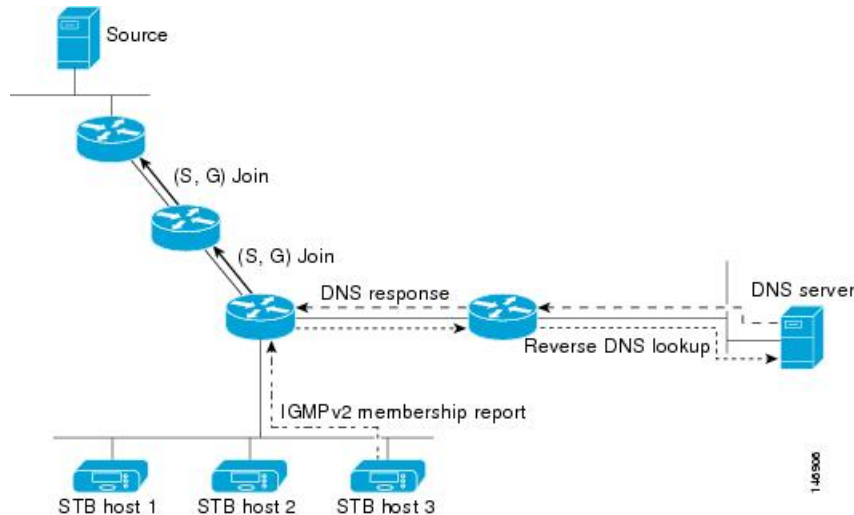 Source
(S, G) Join
(S, G) Join
DNS response
DNS server
Reverse DNS lookup
IGMPv2 membership report
STB host 1
STB host 2
STB host 3
146906